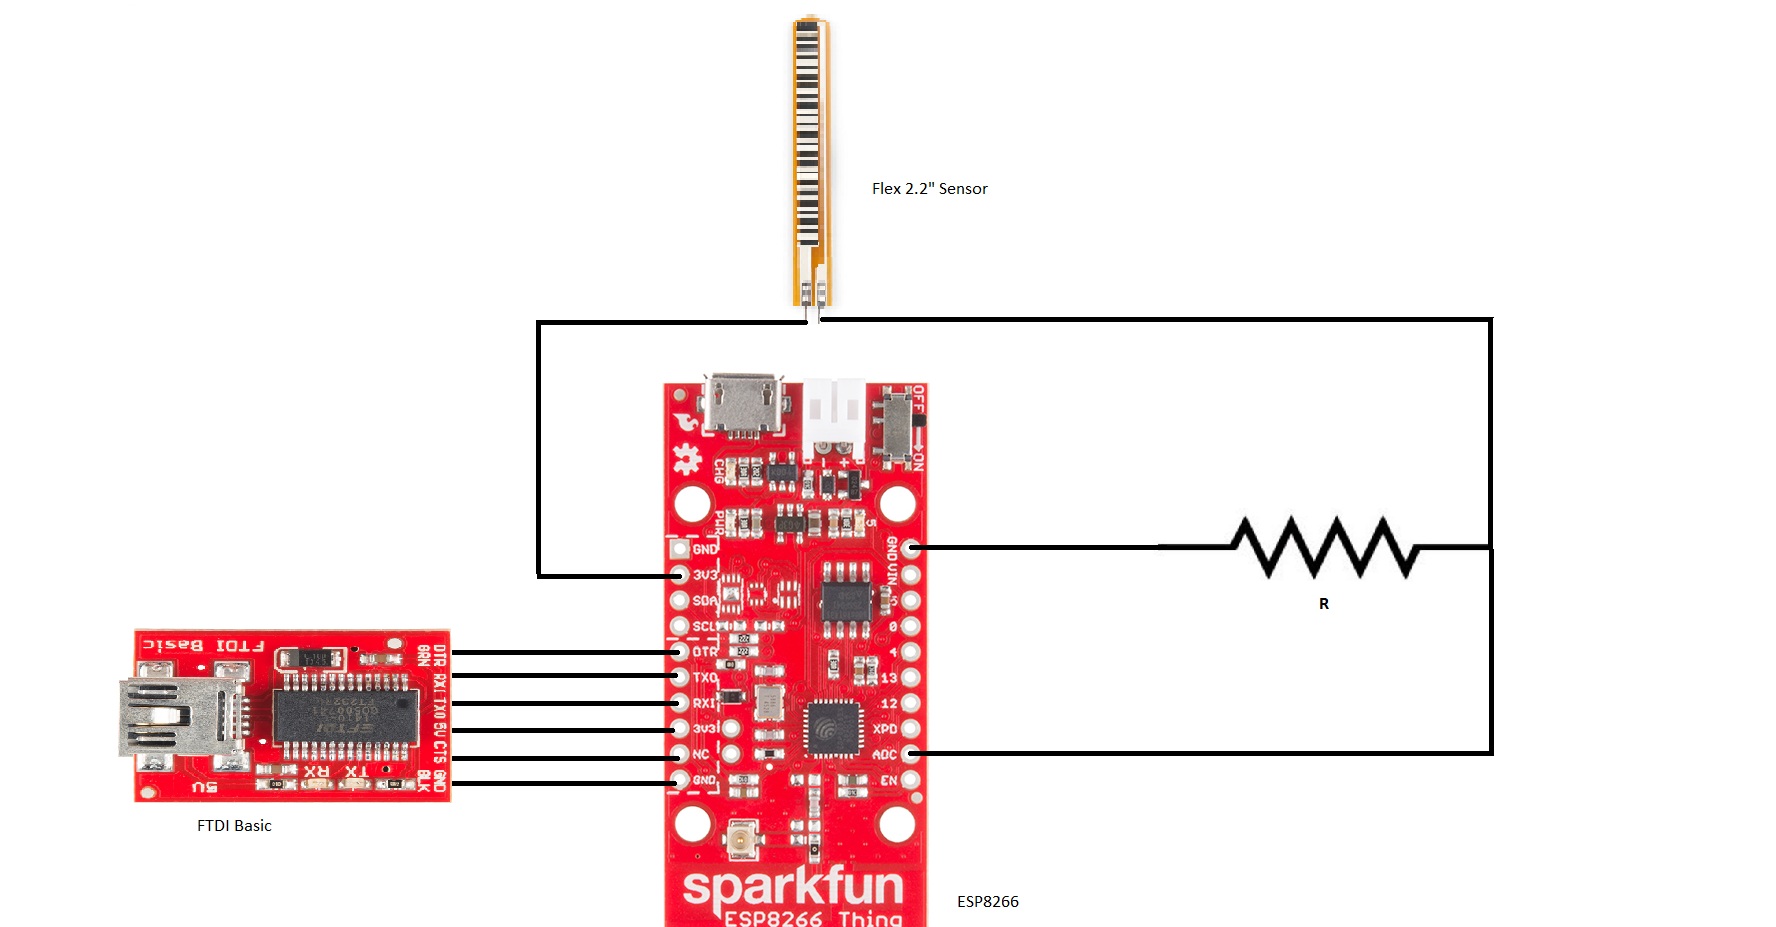 Flex 2.2" Sensor
OFF
ON
CHG
- +
PWR
5
GND
3V3
SDA
SCL
DTR
TXO
RXI
3V3
NC
GND
GND
VIN
5
0
4
13
12
XPD
ADC
EN
R
FTDI Basic
DTR
GRN
RXI
TXO
5V
CTS
GND
BLK
FTDI
RX
TX
5V
FTDI Basic
sparkfun
ESP8266 Thing
ESP8266